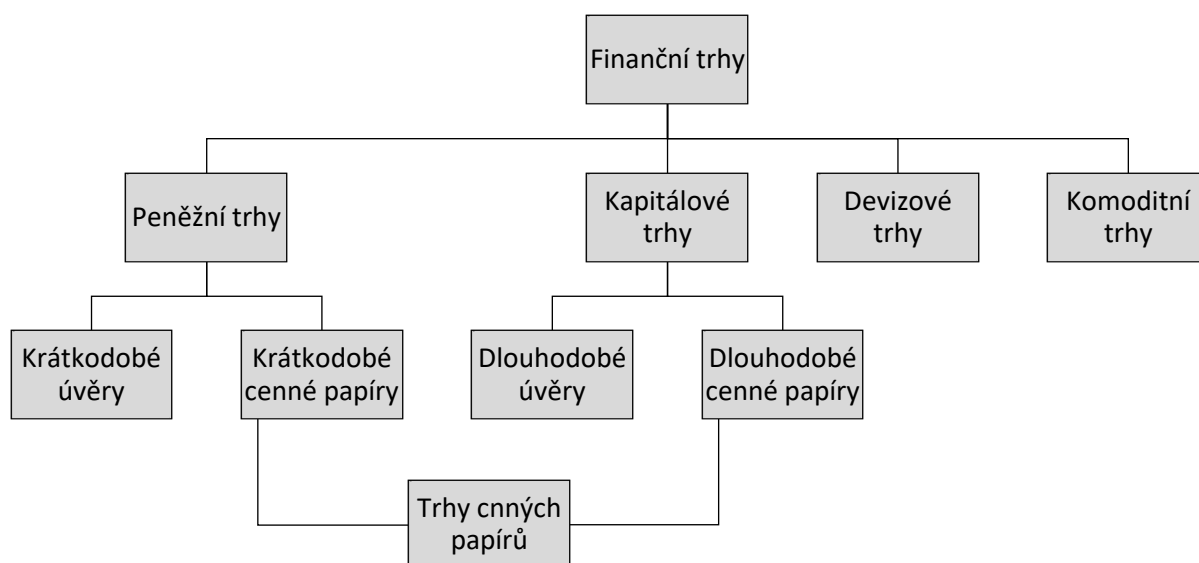 Finanční trhy
Peněžní trhy
Kapitálové
trhy
Devizové
trhy
Komoditní
trhy
Krátkodobé
úvěry
Krátkodobé
cenné papíry
Dlouhodobé
úvěry
Dlouhodobé
cenné papíry
Trhy cnných
papírů